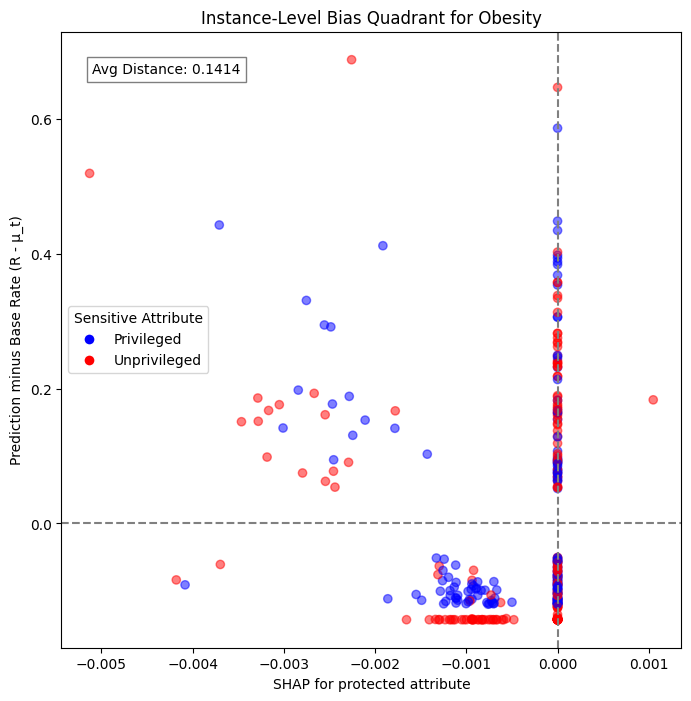 Instance-Level Bias Quadrant for Obesity
Avg Distance: 0.1414
Prediction minus Base Rate (R - μ_t)
0.6
0.4
0.2
0.0
Sensitive Attribute
Privileged
Unprivileged
−0.005
−0.004
−0.003
−0.002
−0.001
0.000
0.001
SHAP for protected attribute